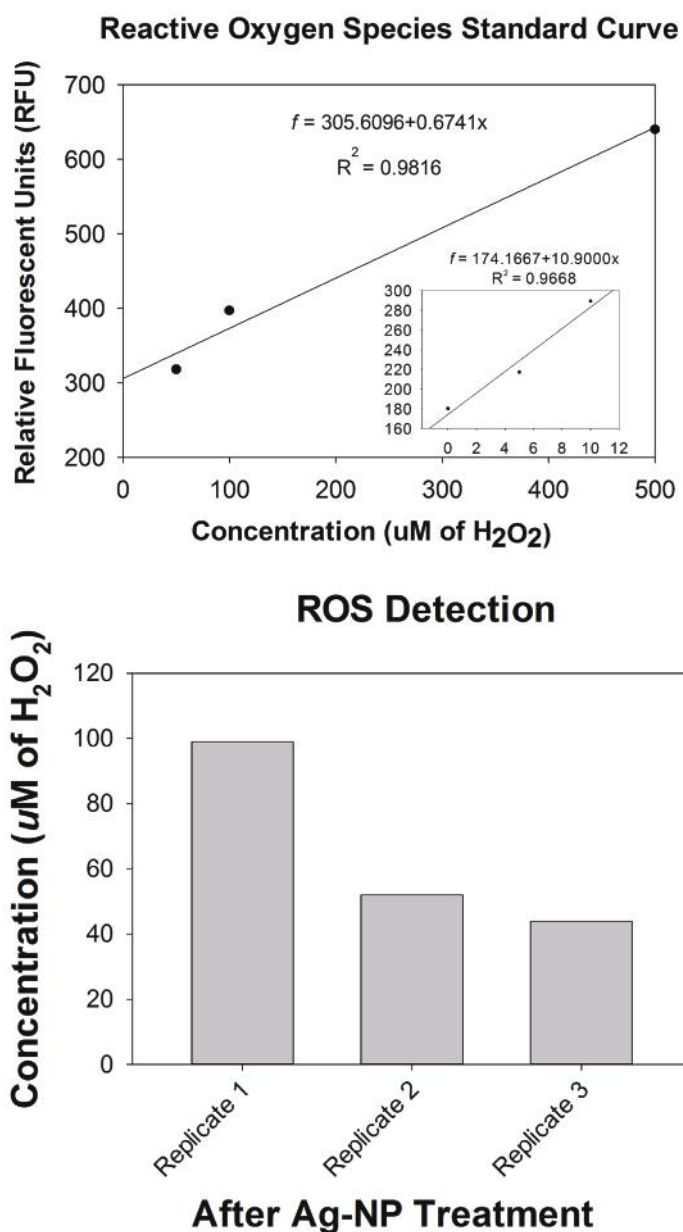 Reactive Oxygen Species Standard Curve
Relative Fluorescent Units (RFU)
700
600
500
400
300
200
f = 305.6096+0.6741x
R² = 0.9816
f = 174.1667+10.9000x
R² = 0.9668
300
280
260
240
220
200
180
160
0 2 4 6 8 10 12
0 100 200 300 400 500
Concentration (uM of H₂O₂)
ROS Detection
Concentration (uM of H₂O₂)
120
100
80
60
40
20
0
Replicate 1
Replicate 2
Replicate 3
After Ag-NP Treatment